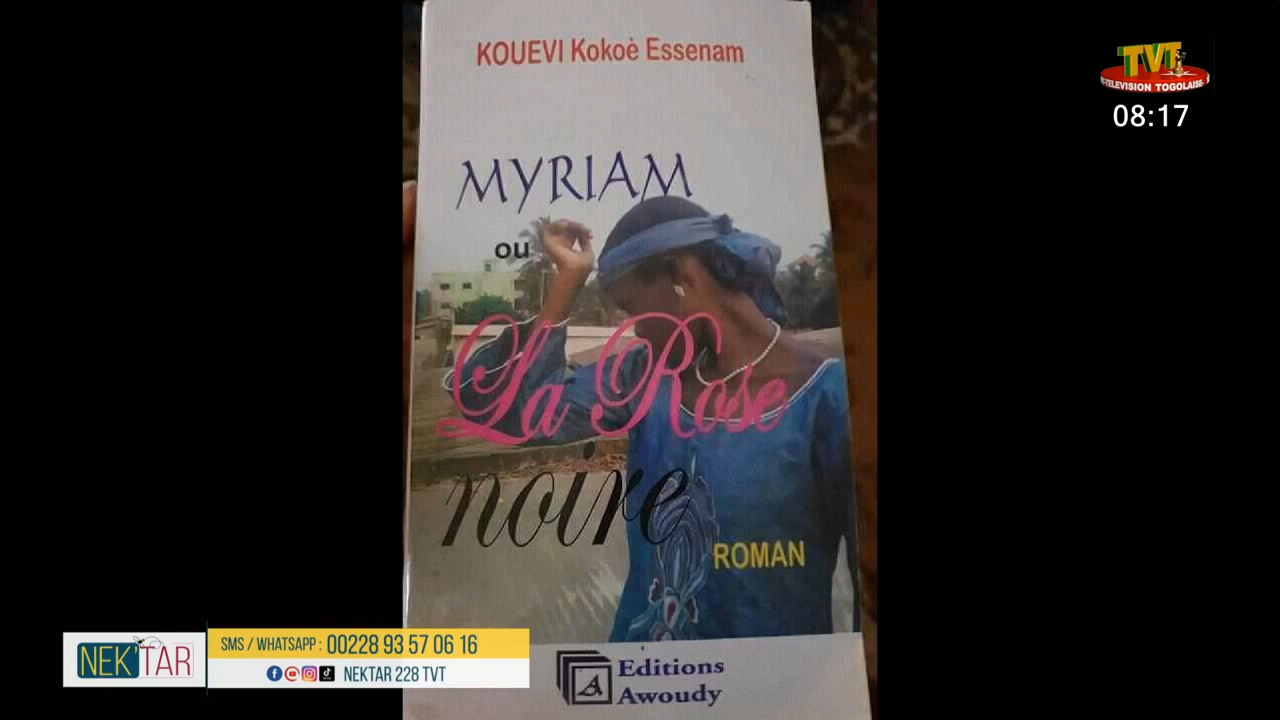 KOUEVI Kokoè Essenam
MYRIAM
ou
La Rose
noire
ROMAN
Editions
Awoudy
TVT
TELEVISION TOGOLAISE
08:17
NEK'TAR
SMS / WHATSAPP : 00228 93 57 06 16
NEKTAR 228 TVT